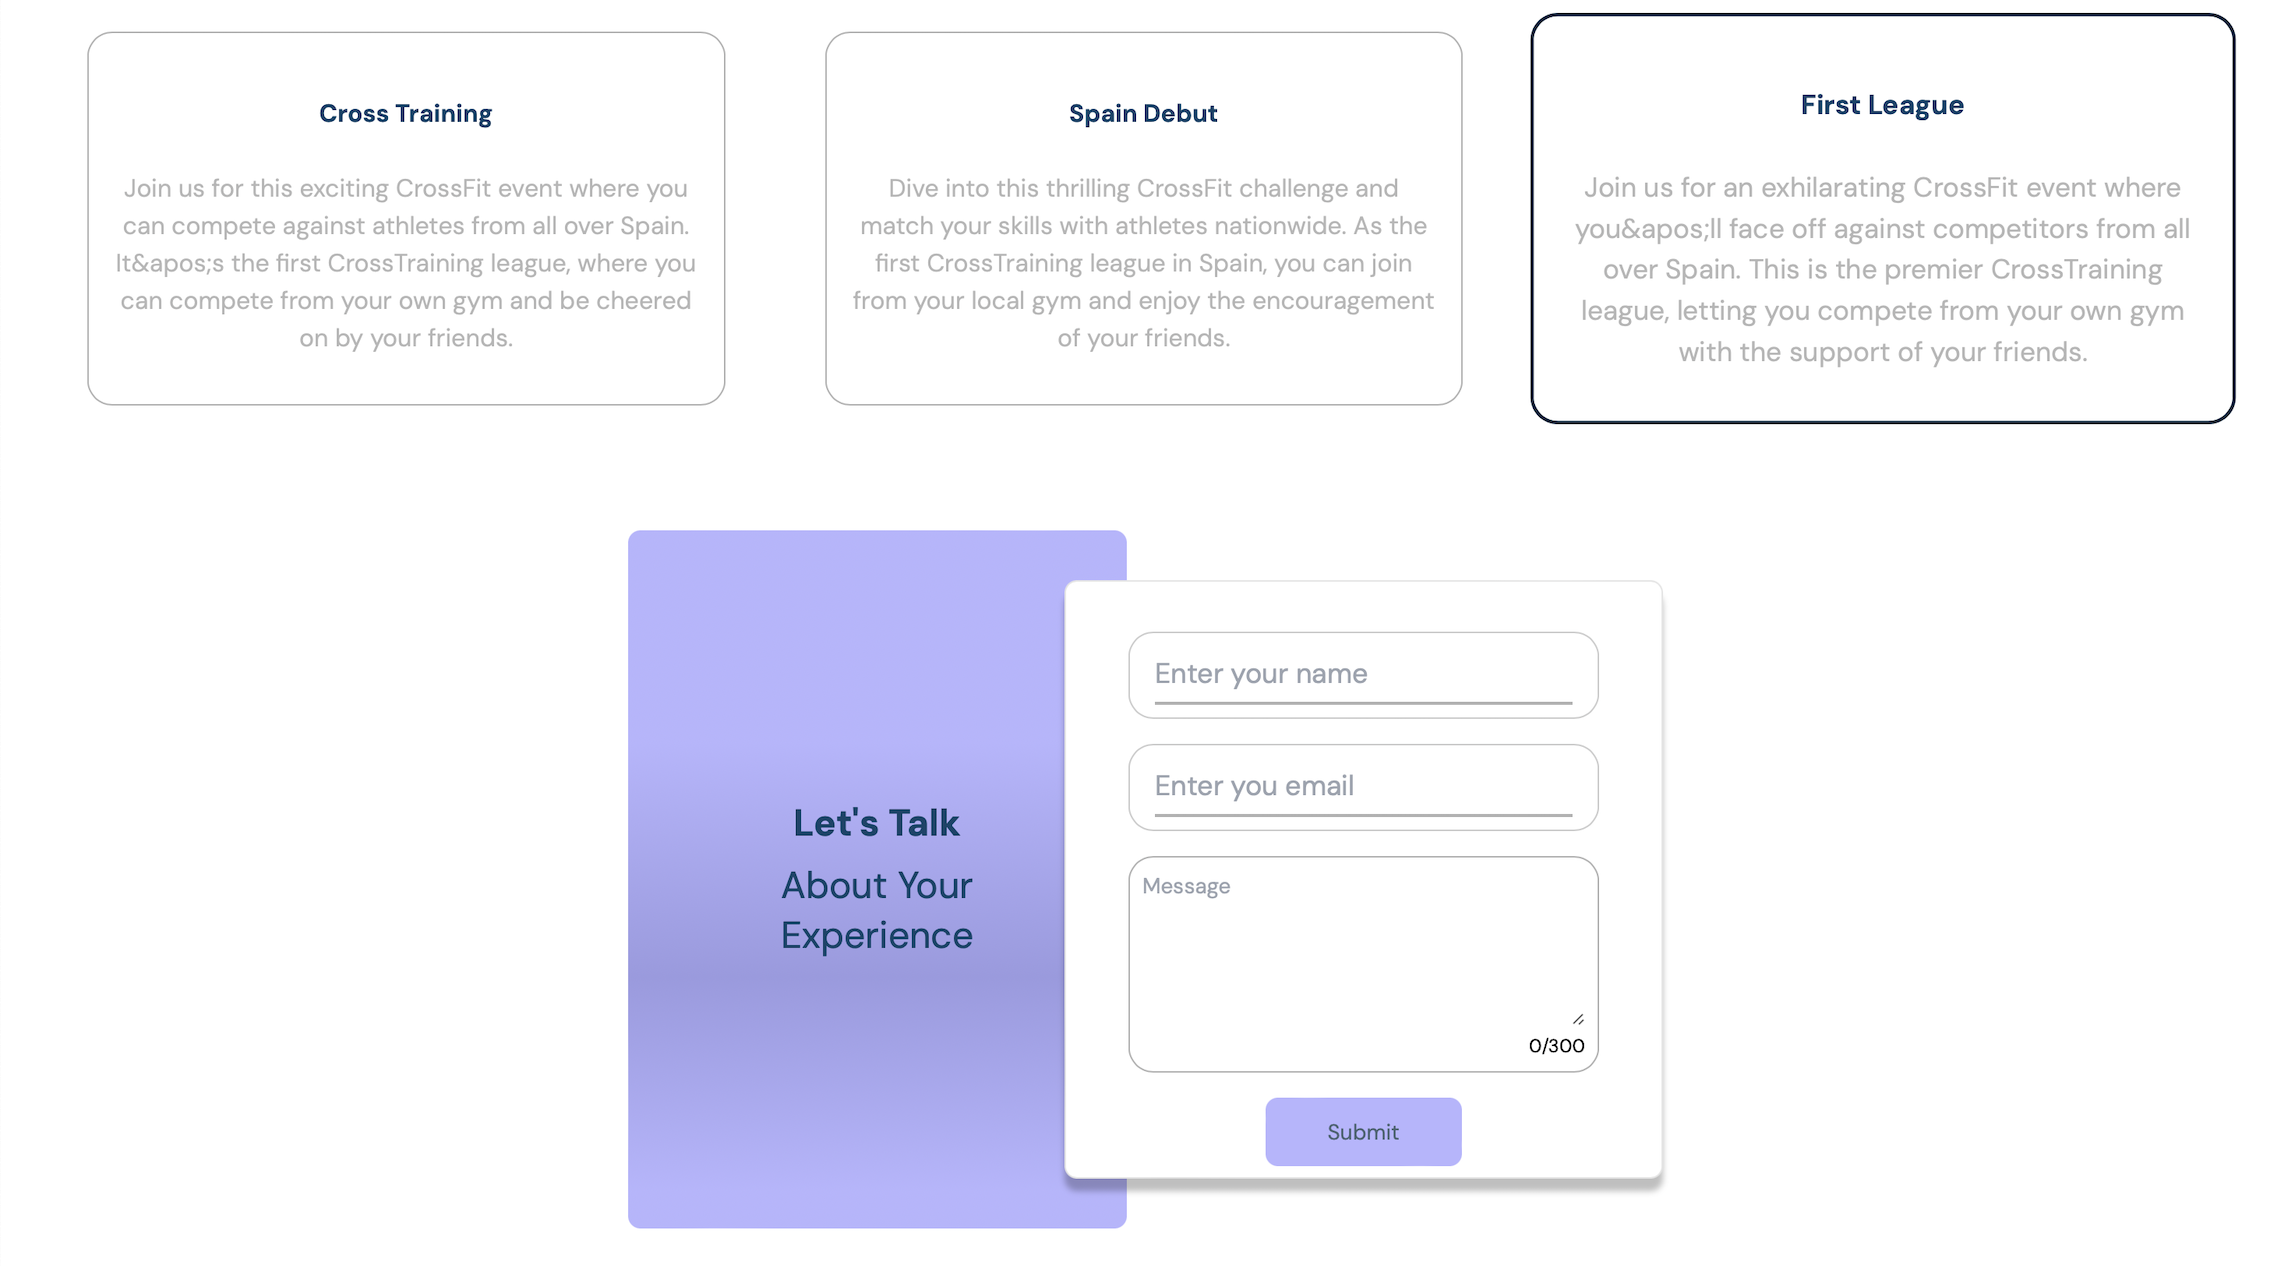 Cross Training
Join us for this exciting CrossFit event where you
can compete against athletes from all over Spain.
It&apos;s the first CrossTraining league, where you
can compete from your own gym and be cheered
on by your friends.
Spain Debut
Dive into this thrilling CrossFit challenge and
match your skills with athletes nationwide. As the
first CrossTraining league in Spain, you can join
from your local gym and enjoy the encouragement
of your friends.
First League
Join us for an exhilarating CrossFit event where
you&apos;ll face off against competitors from all
over Spain. This is the premier CrossTraining
league, letting you compete from your own gym
with the support of your friends.
Let's Talk
About Your
Experience
Enter your name
Enter you email
Message
0/300
Submit